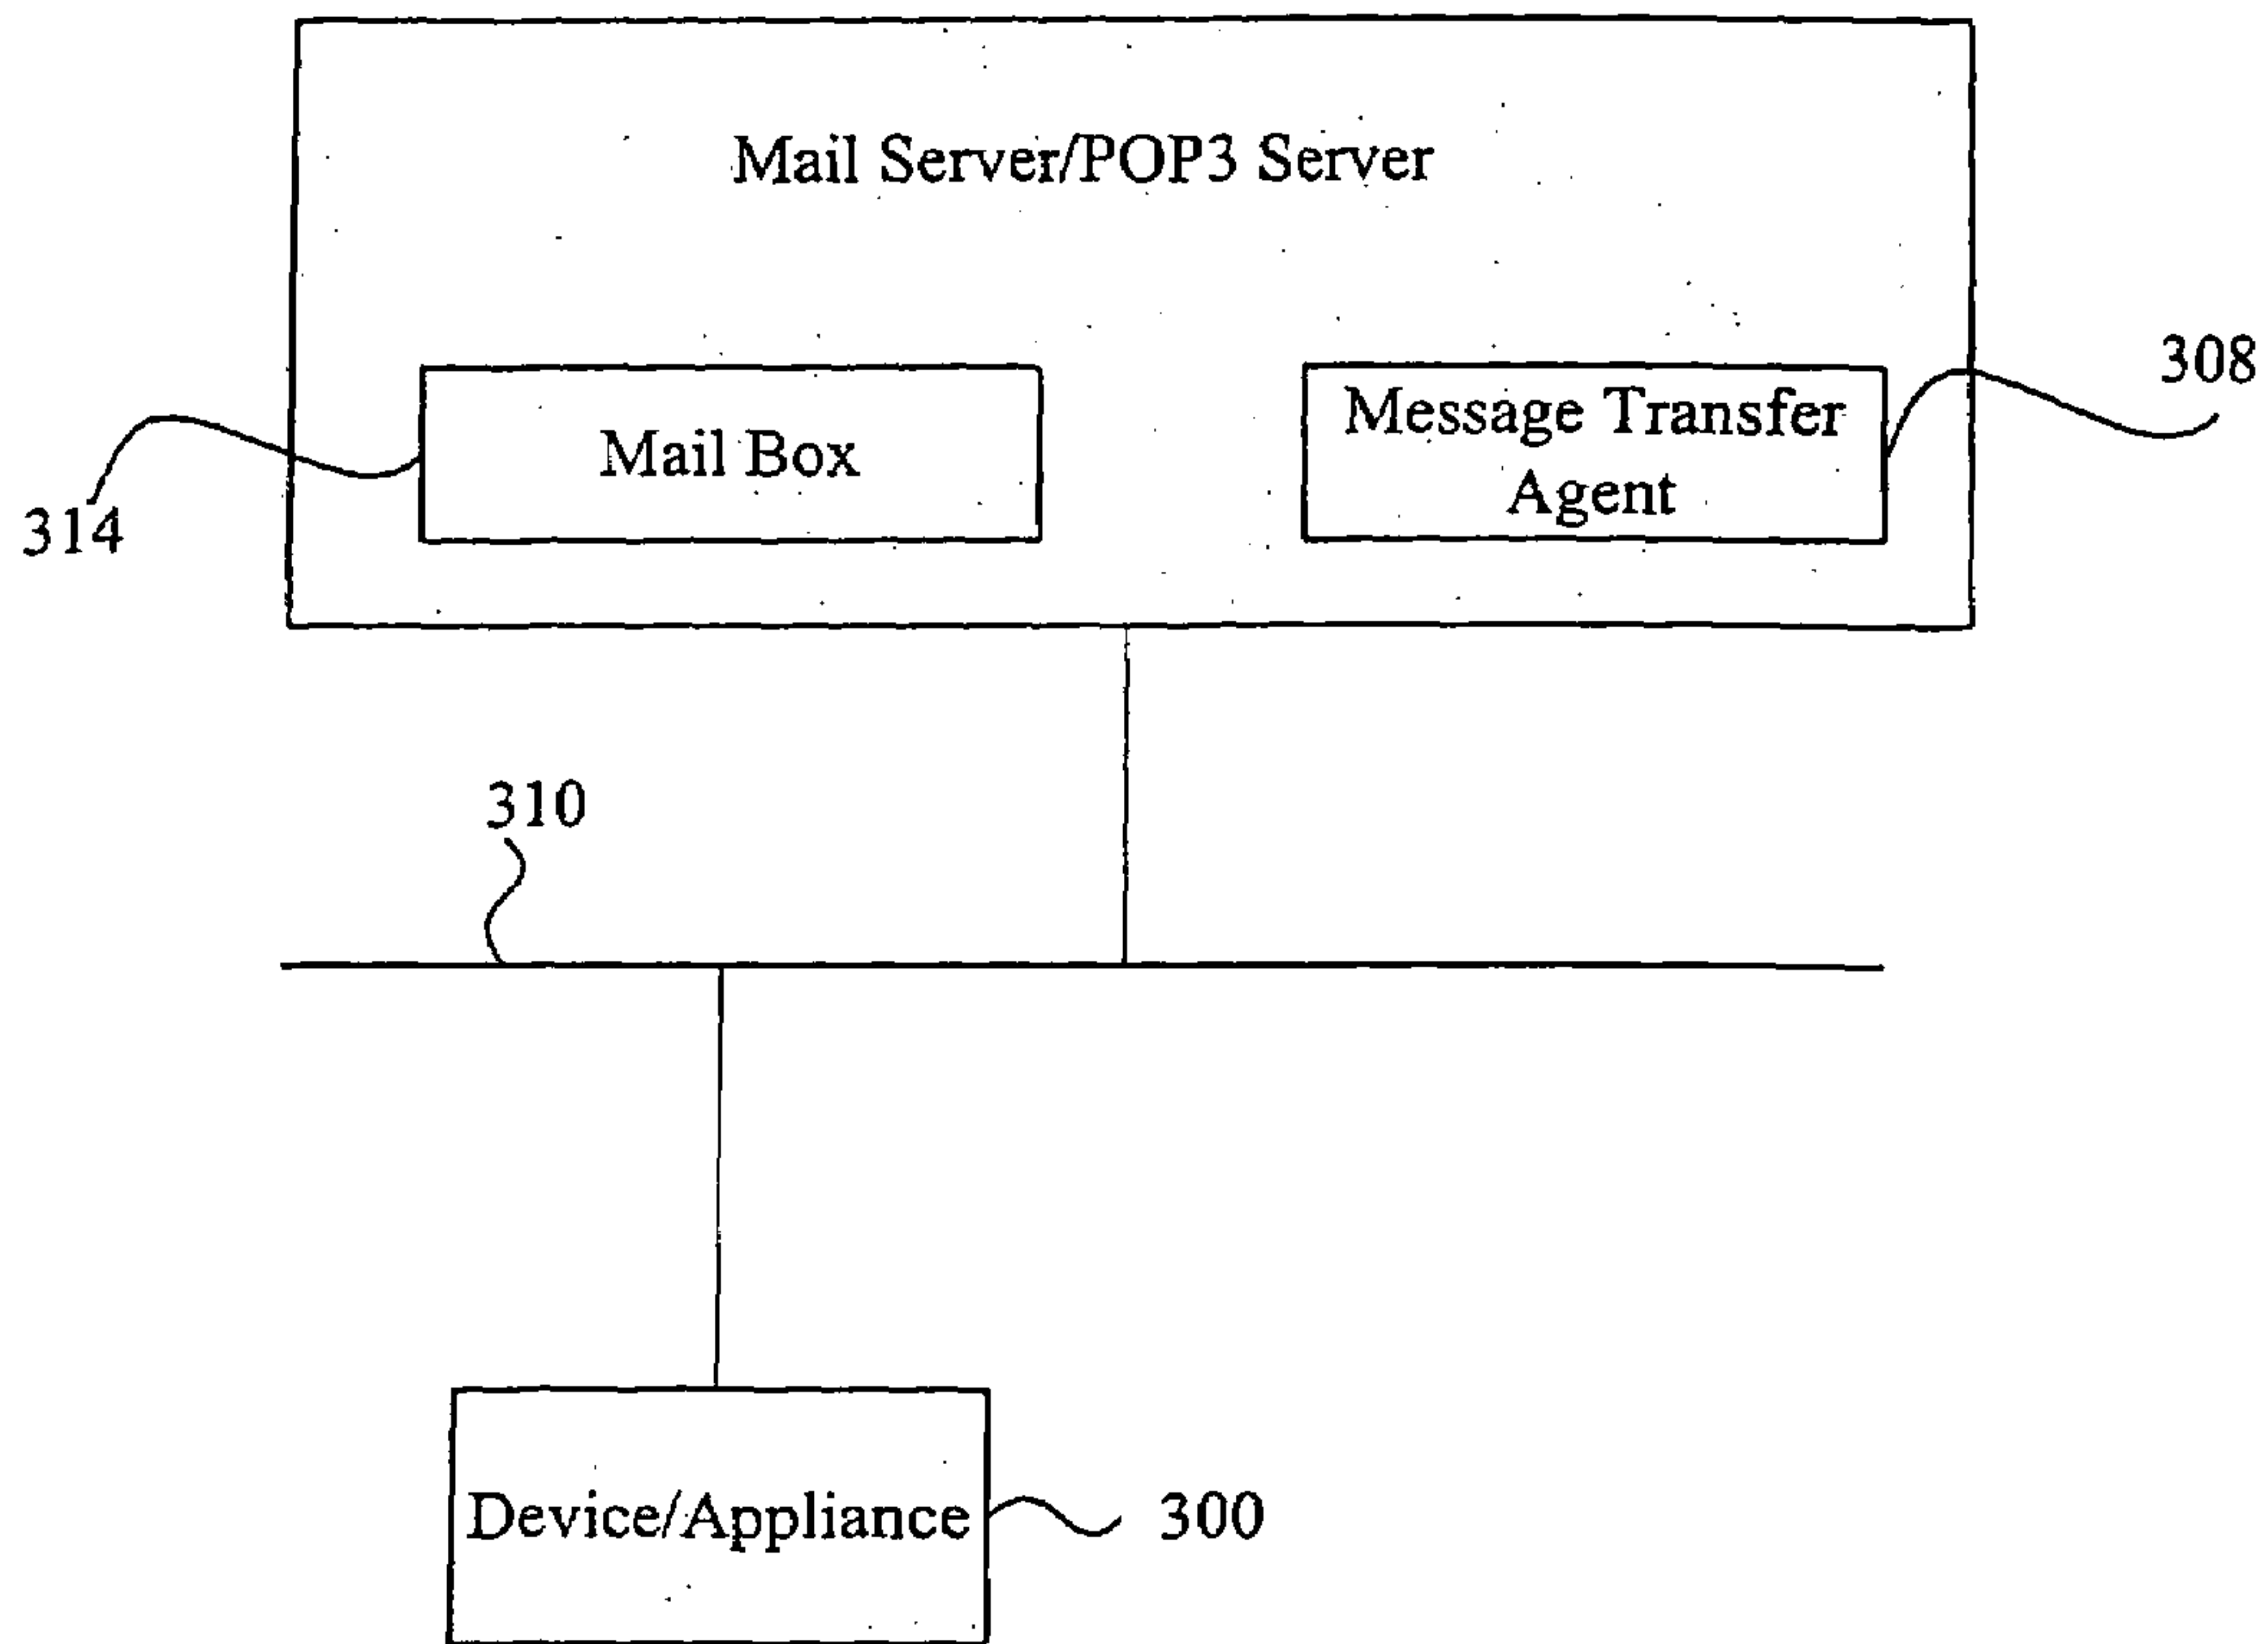 Mail Server/POP3 Server
308
Message Transfer
Agent
Mail Box
314
310
Device/Appliance
300